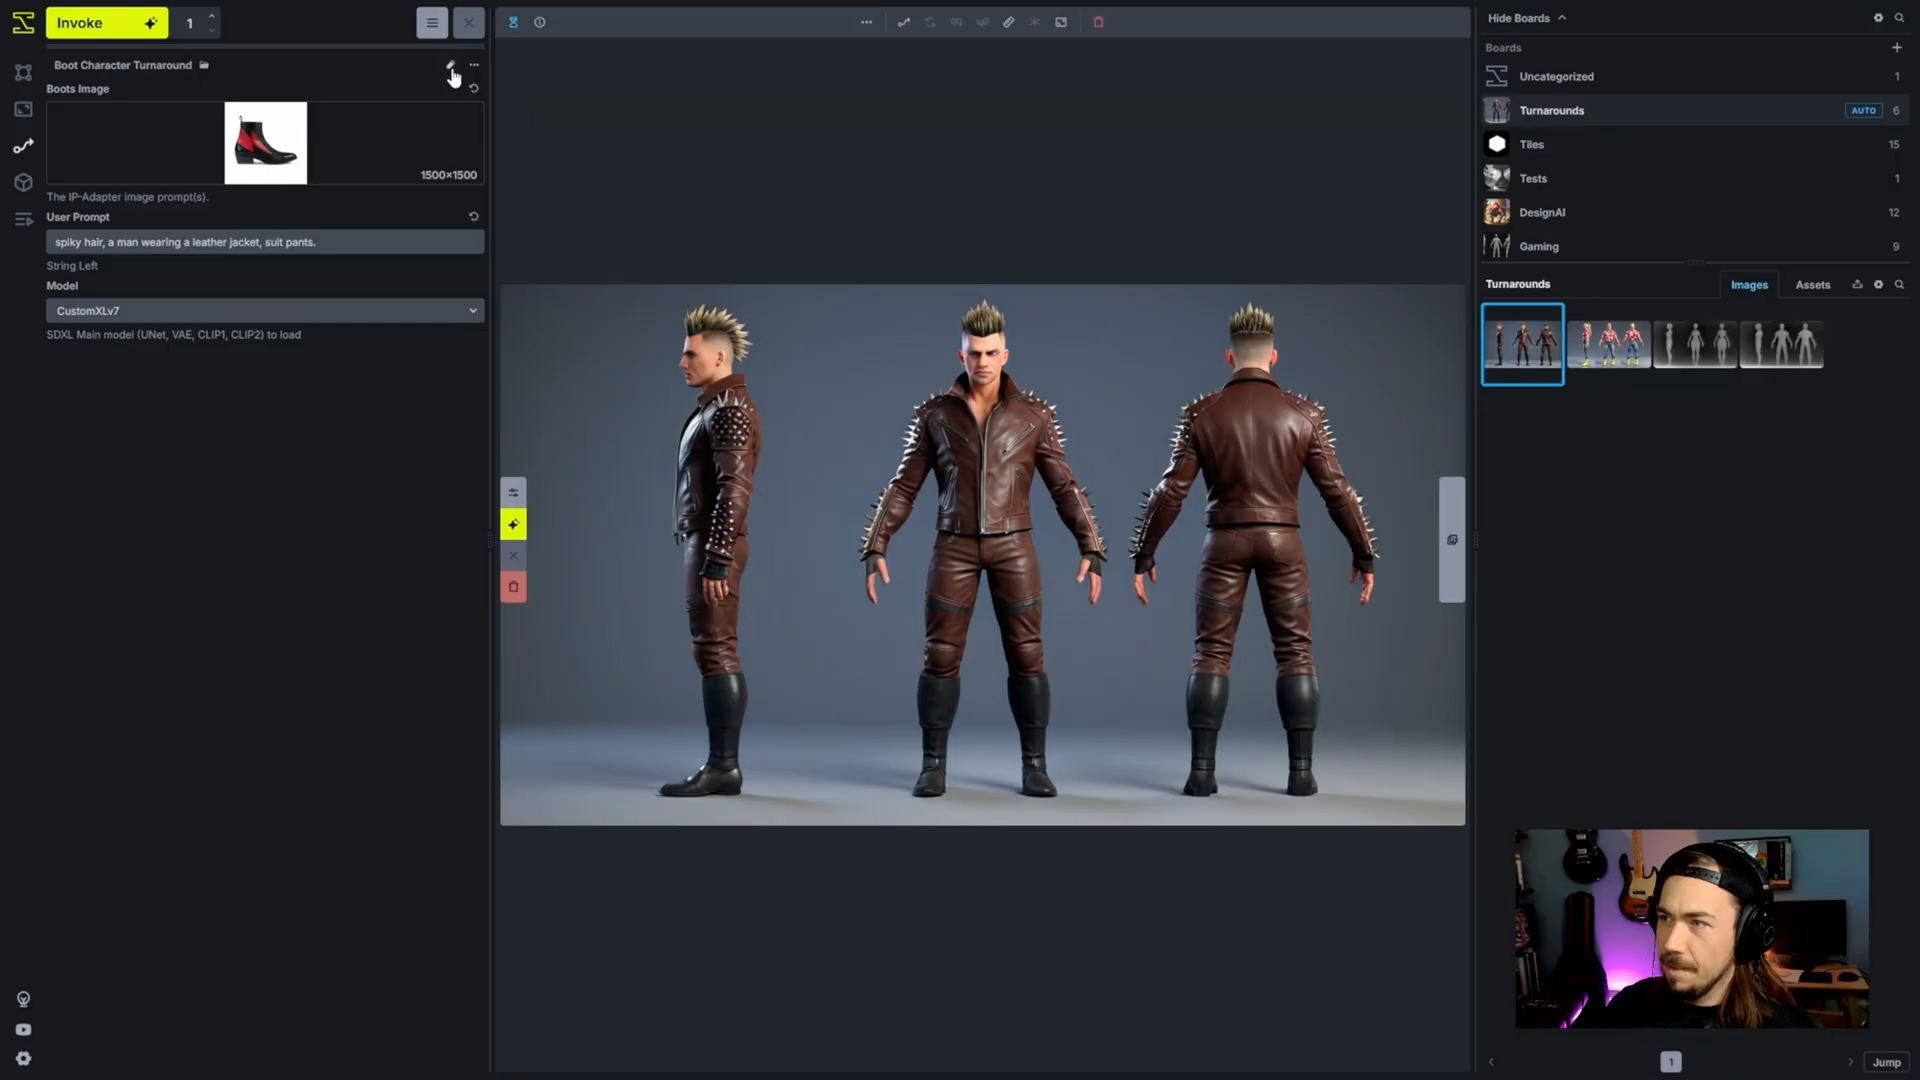 Invoke
1
Boot Character Turnaround
Boots Image
1500×1500
The IP-Adapter image prompt(s).
User Prompt
spiky hair, a man wearing a leather jacket, suit pants.
String Left
Model
CustomXLv7
SDXL Main model (UNet, VAE, CLIP1, CLIP2) to load
Hide Boards
Boards
Uncategorized
1
Turnarounds
AUTO
6
Tiles
15
Tests
1
DesignAI
12
Gaming
9
Turnarounds
Images
Assets
1
Jump